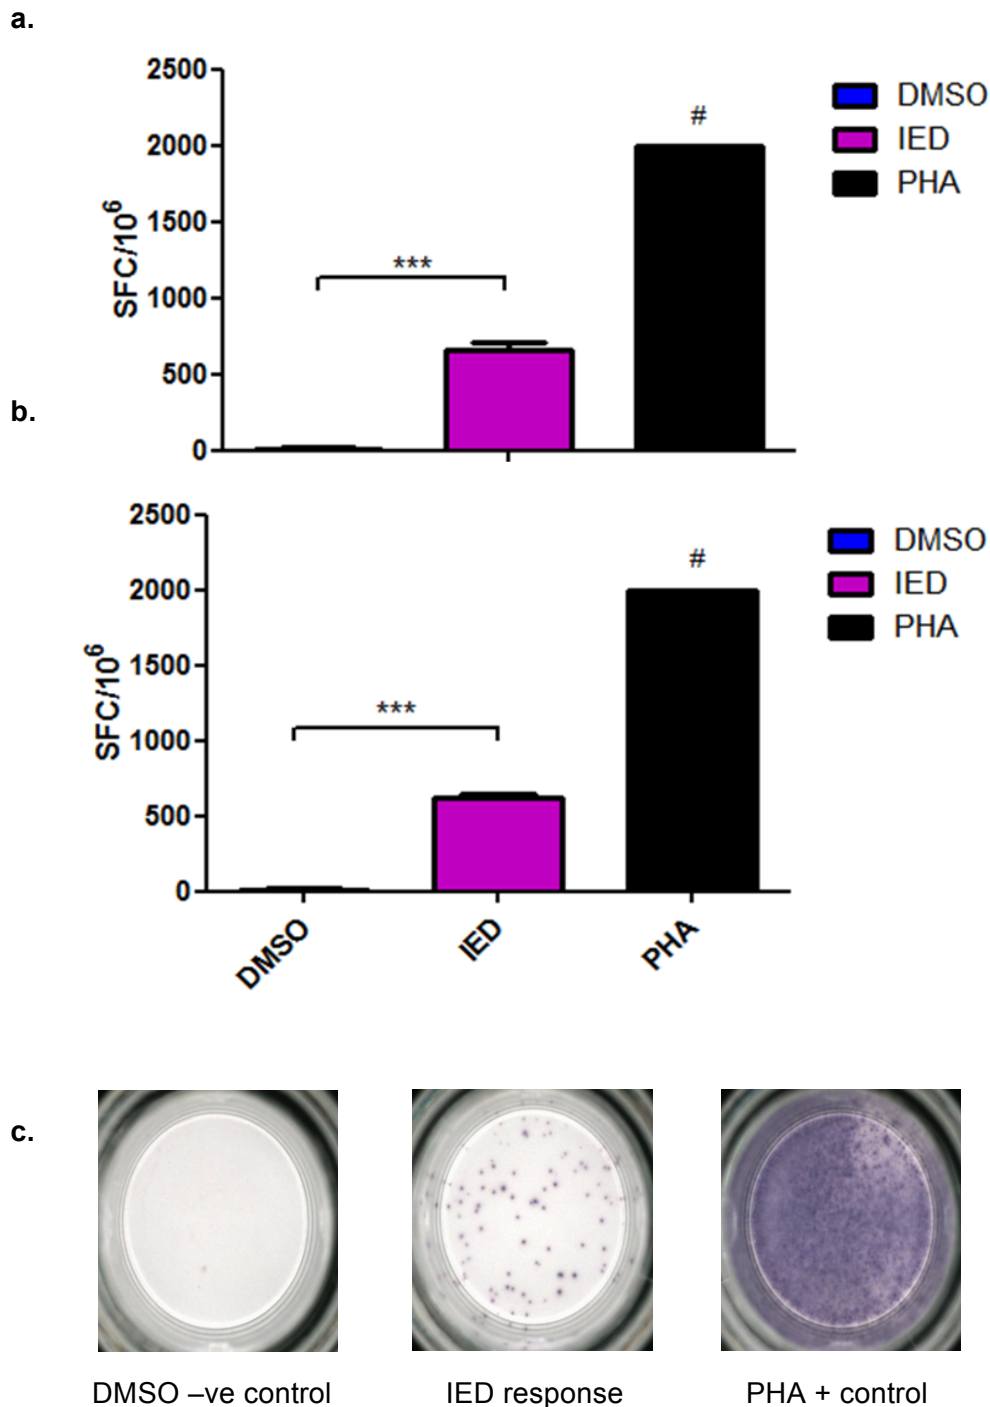 a.
2500
2000
1500
1000
500
0
SFC/10⁶
***
#
DMSO
IED
PHA
b.
2500
2000
1500
1000
500
0
SFC/10⁶
***
#
DMSO
IED
PHA
DMSO
IED
PHA
c.
DMSO –ve control
IED response
PHA + control